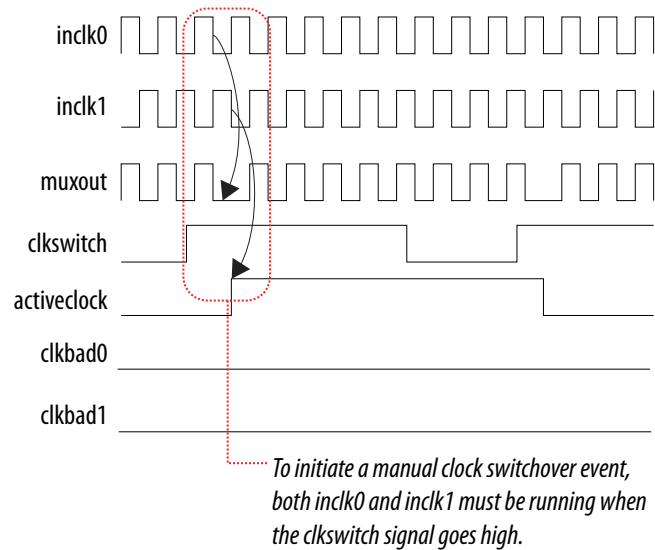 inclk0
inclk1
muxout
clkswitch
activeclock
clkbad0
clkbad1
To initiate a manual clock switchover event,
both inclk0 and inclk1 must be running when
the clkswitch signal goes high.